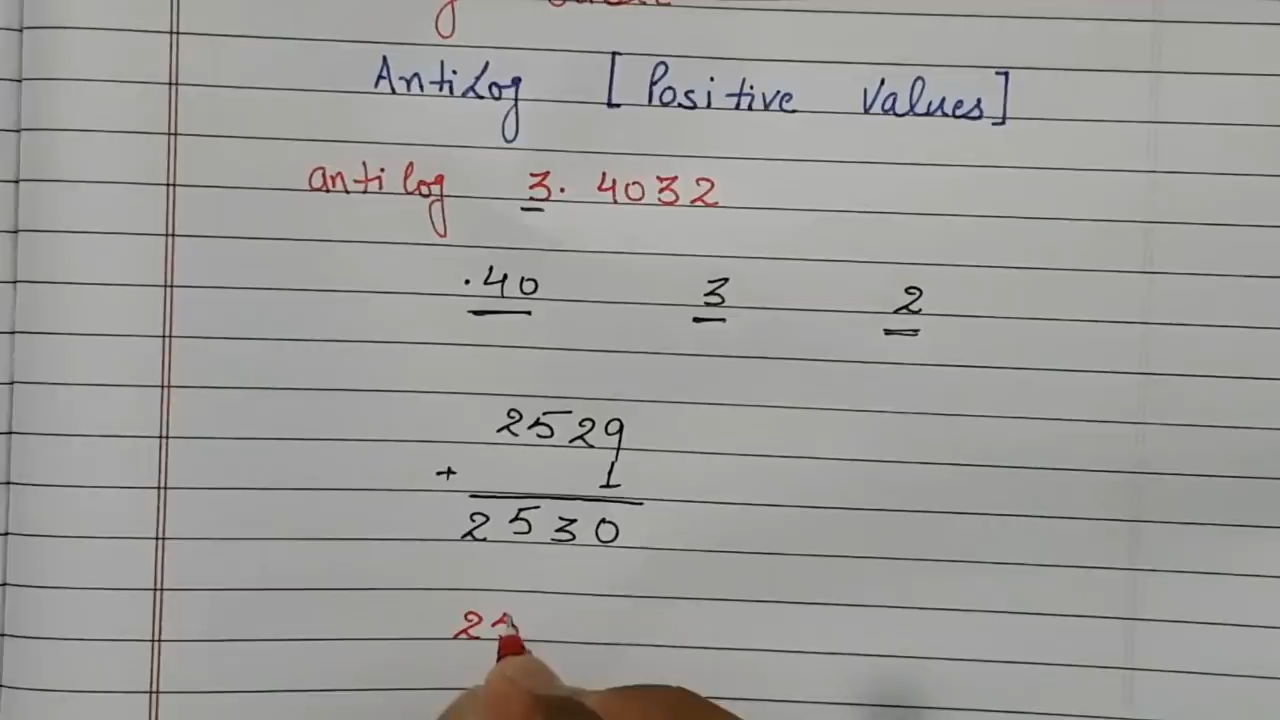 AntiLog [Positive Values]
antilog 3.4032
.40 3 2
2529
+ 1
2530